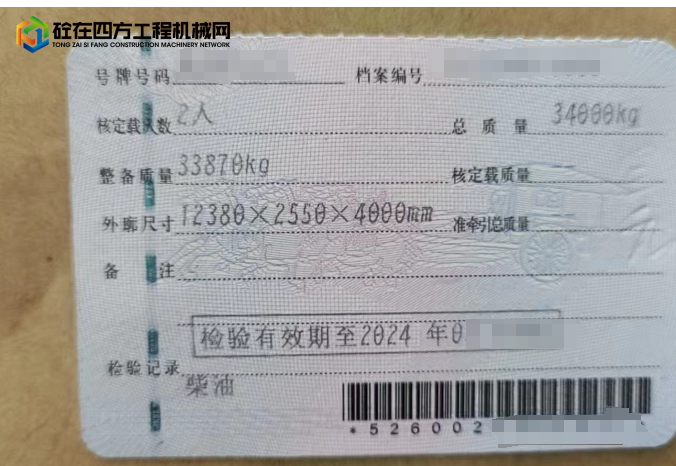 砼在四方工程机械网
TONG ZAI SI FANG CONSTRUCTION MACHINERY NETWORK
号牌号码 档案编号
核定载人数 2人 总质量 34000kg
整备质量 33870kg 核定载质量 --
外廓尺寸 12380×2550×4000mm 准牵引总质量 --
备注
检验有效期至2024年0
检验记录
柴油
*526002